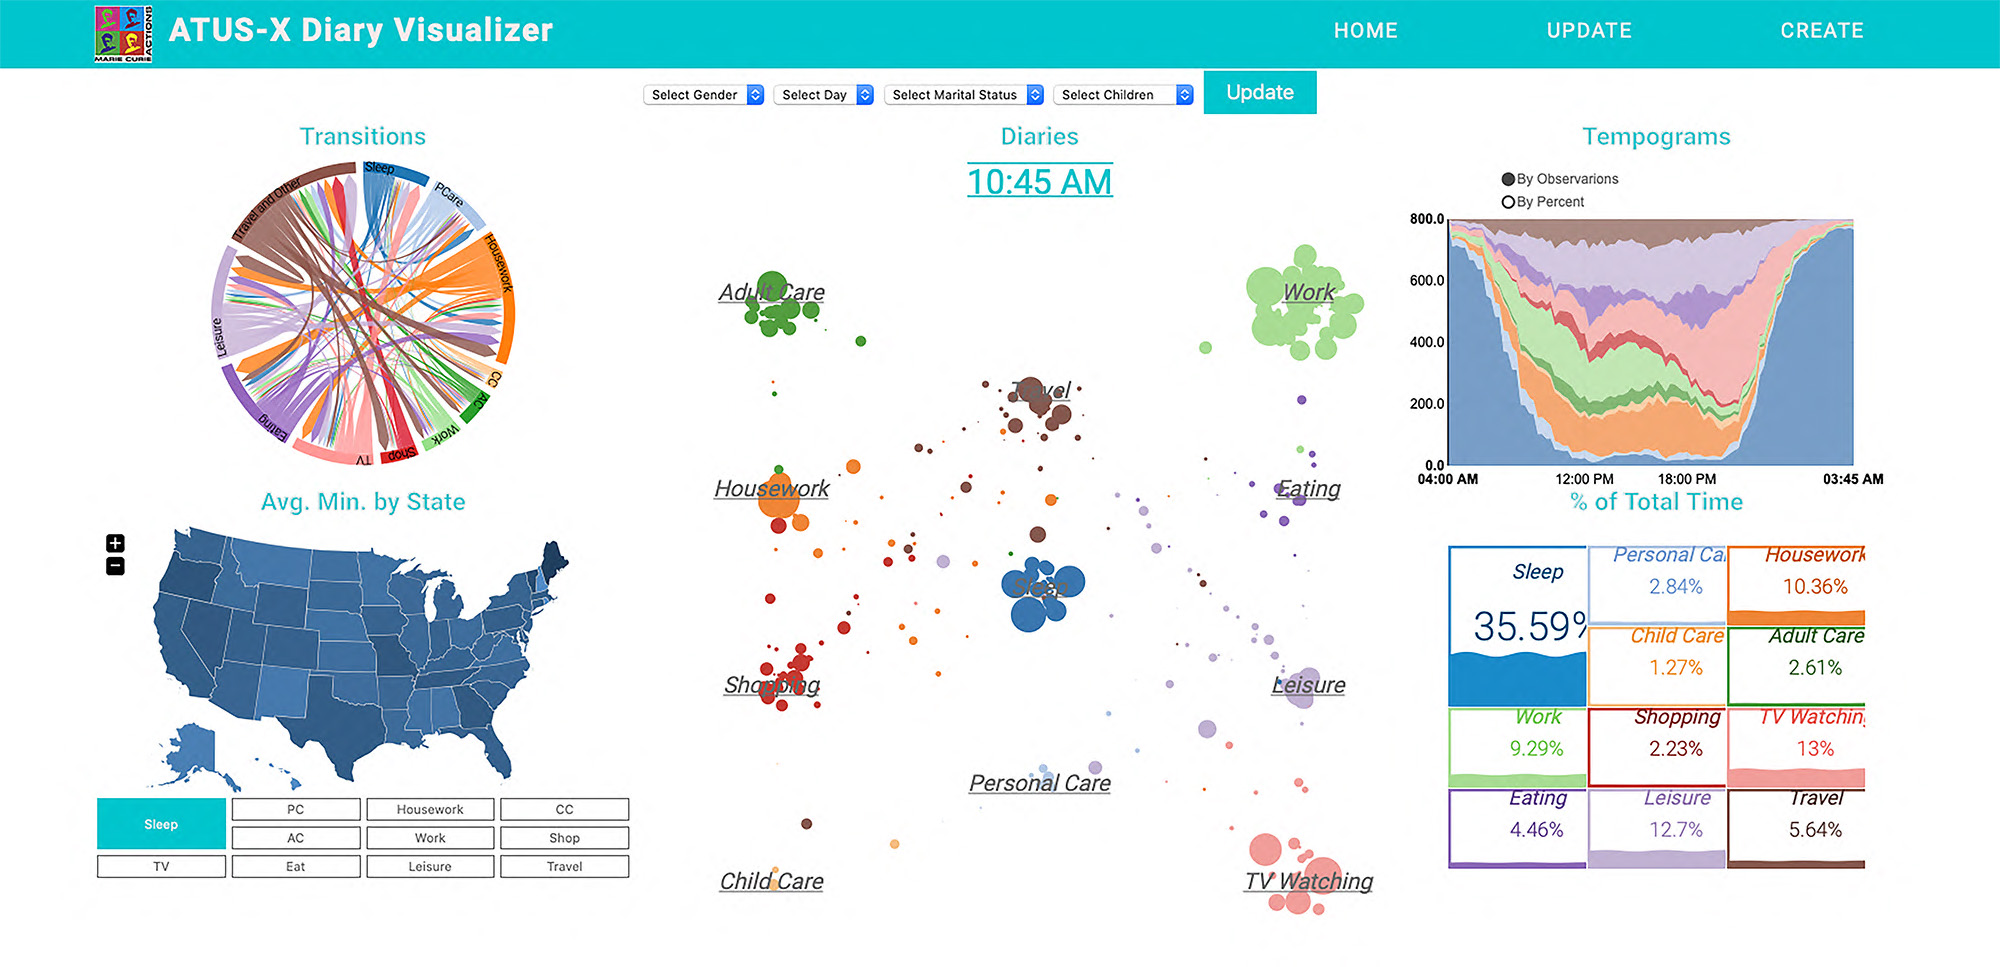 MARIE CURIE
ACTIONS
ATUS-X Diary Visualizer
HOME
UPDATE
CREATE
Select Gender
Select Day
Select Marital Status
Select Children
Update
Transitions
Sleep
PCare
Housework
CC
AC
Work
Shop
TV
Eating
Leisure
Travel and Other
Avg. Min. by State
+
−
Sleep
PC
Housework
CC
AC
Work
Shop
TV
Eat
Leisure
Travel
Diaries
10:45 AM
Adult Care
Work
Travel
Housework
Eating
Sleep
Shopping
Leisure
Personal Care
Child Care
TV Watching
Tempograms
By Observarions
By Percent
800.0
600.0
400.0
200.0
0.0
04:00 AM
12:00 PM
18:00 PM
03:45 AM
% of Total Time
Sleep
35.59%
Personal Car
2.84%
Housework
10.36%
Child Care
1.27%
Adult Care
2.61%
Work
9.29%
Shopping
2.23%
TV Watching
13%
Eating
4.46%
Leisure
12.7%
Travel
5.64%